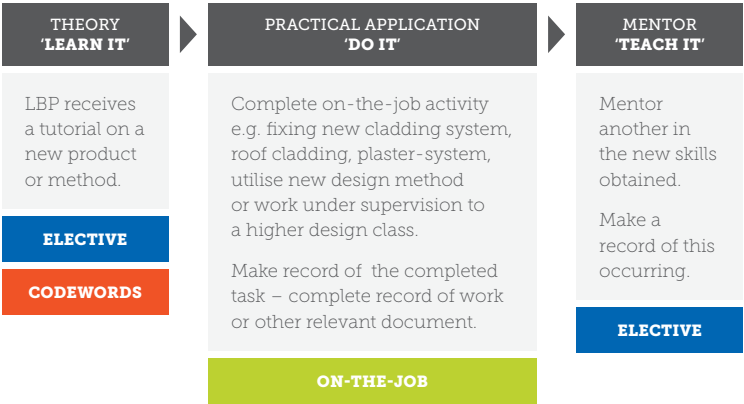 THEORY
‘LEARN IT’
LBP receives
a tutorial on a
new product
or method.
ELECTIVE
CODEWORDS
PRACTICAL APPLICATION
‘DO IT’
Complete on-the-job activity
e.g. fixing new cladding system,
roof cladding, plaster-system,
utilise new design method
or work under supervision to
a higher design class.
Make record of the completed
task – complete record of work
or other relevant document.
ON-THE-JOB
MENTOR
‘TEACH IT’
Mentor
another in
the new skills
obtained.
Make a
record of this
occurring.
ELECTIVE